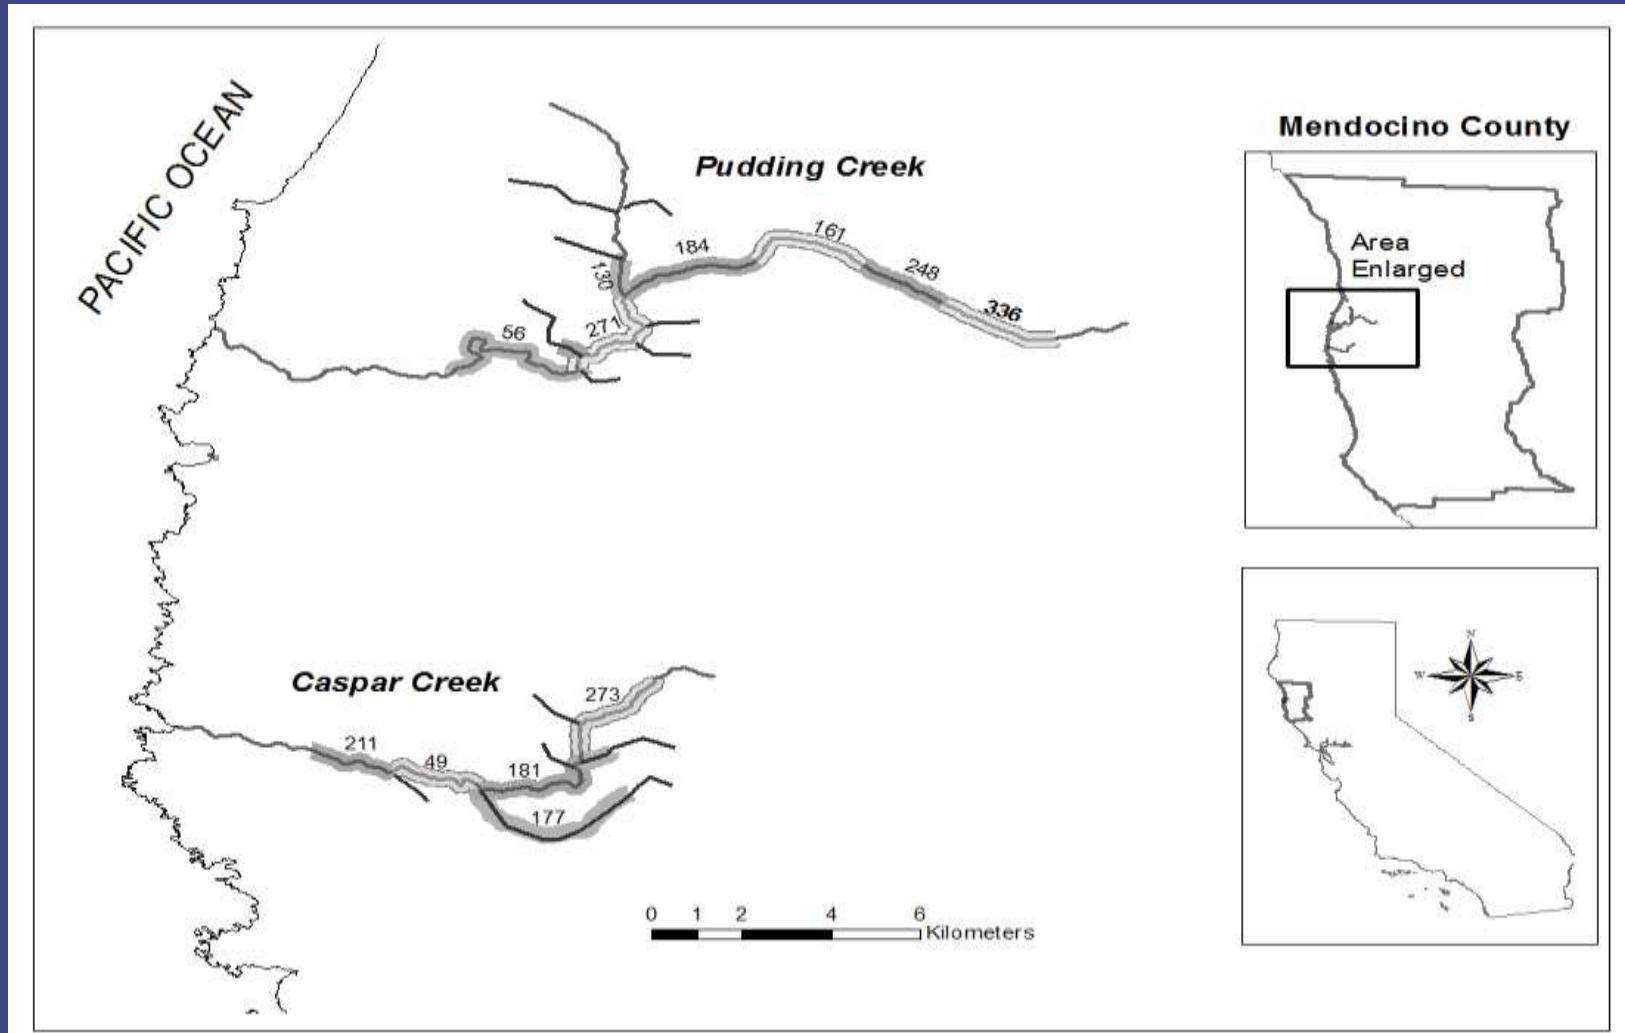 PACIFIC OCEAN
Pudding Creek
184
161
248
336
130
271
56
Caspar Creek
273
211
49
181
177
0 1 2 4 6
Kilometers
Mendocino County
Area
Enlarged
N
W E
S